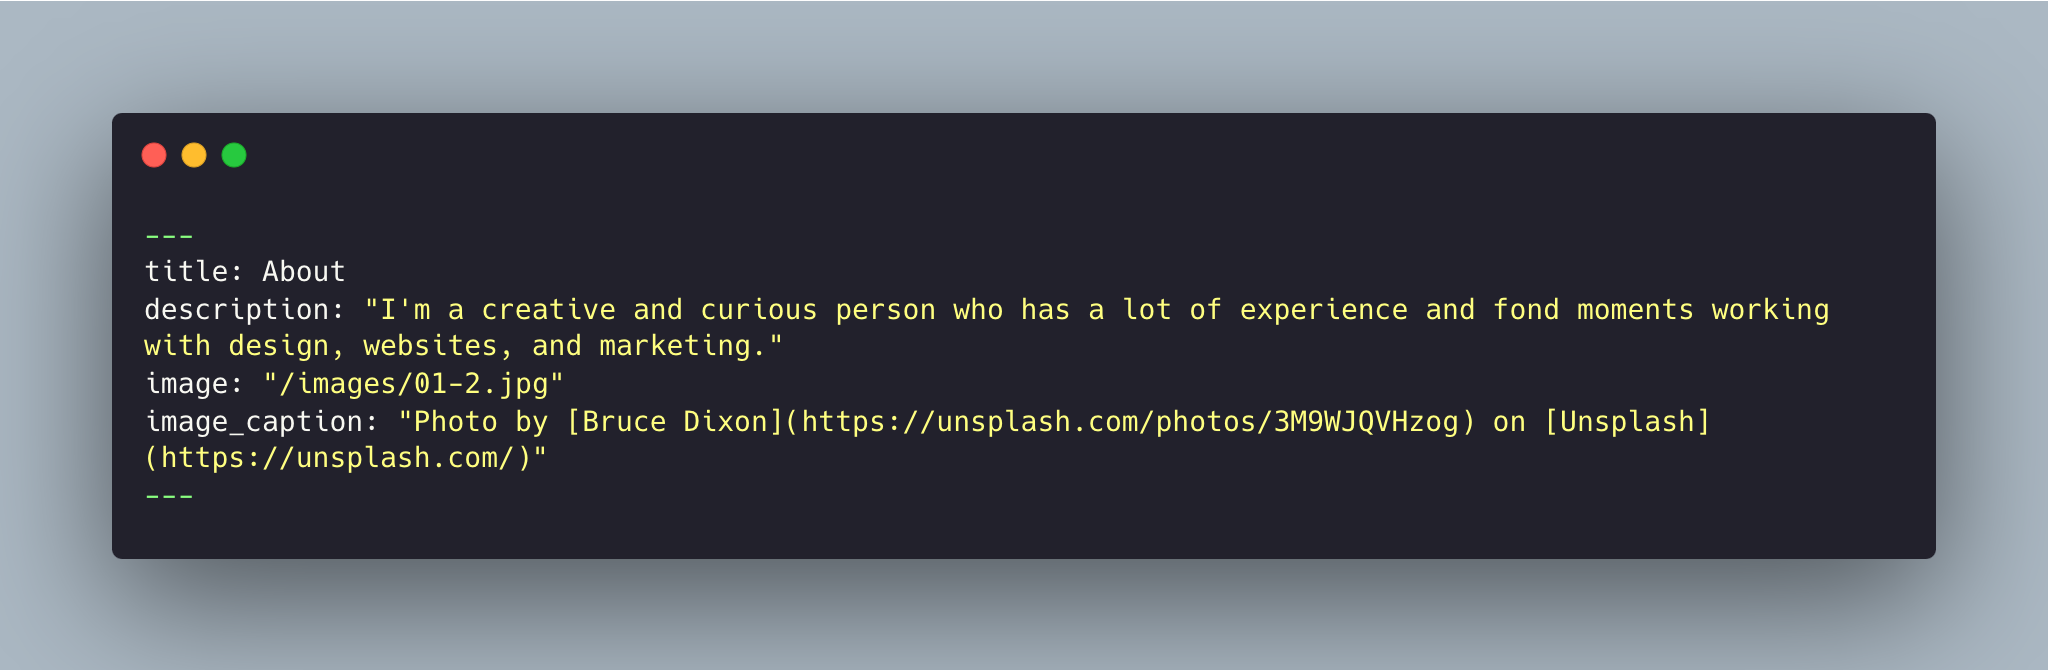 ---
title: About
description: "I'm a creative and curious person who has a lot of experience and fond moments working
with design, websites, and marketing."
image: "/images/01-2.jpg"
image_caption: "Photo by [Bruce Dixon](https://unsplash.com/photos/3M9WJQVHzog) on [Unsplash]
(https://unsplash.com/)"
---